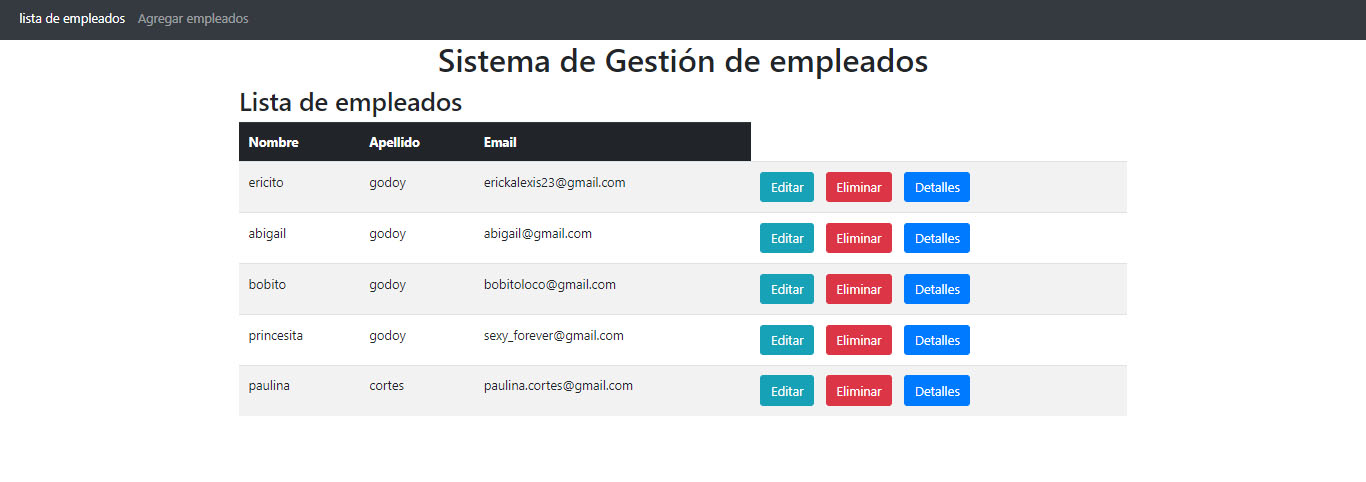 lista de empleados Agregar empleados
Sistema de Gestión de empleados
Lista de empleados
Nombre Apellido Email
ericito godoy erickalexis23@gmail.com Editar Eliminar Detalles
abigail godoy abigail@gmail.com Editar Eliminar Detalles
bobito godoy bobitoloco@gmail.com Editar Eliminar Detalles
princesita godoy sexy_forever@gmail.com Editar Eliminar Detalles
paulina cortes paulina.cortes@gmail.com Editar Eliminar Detalles